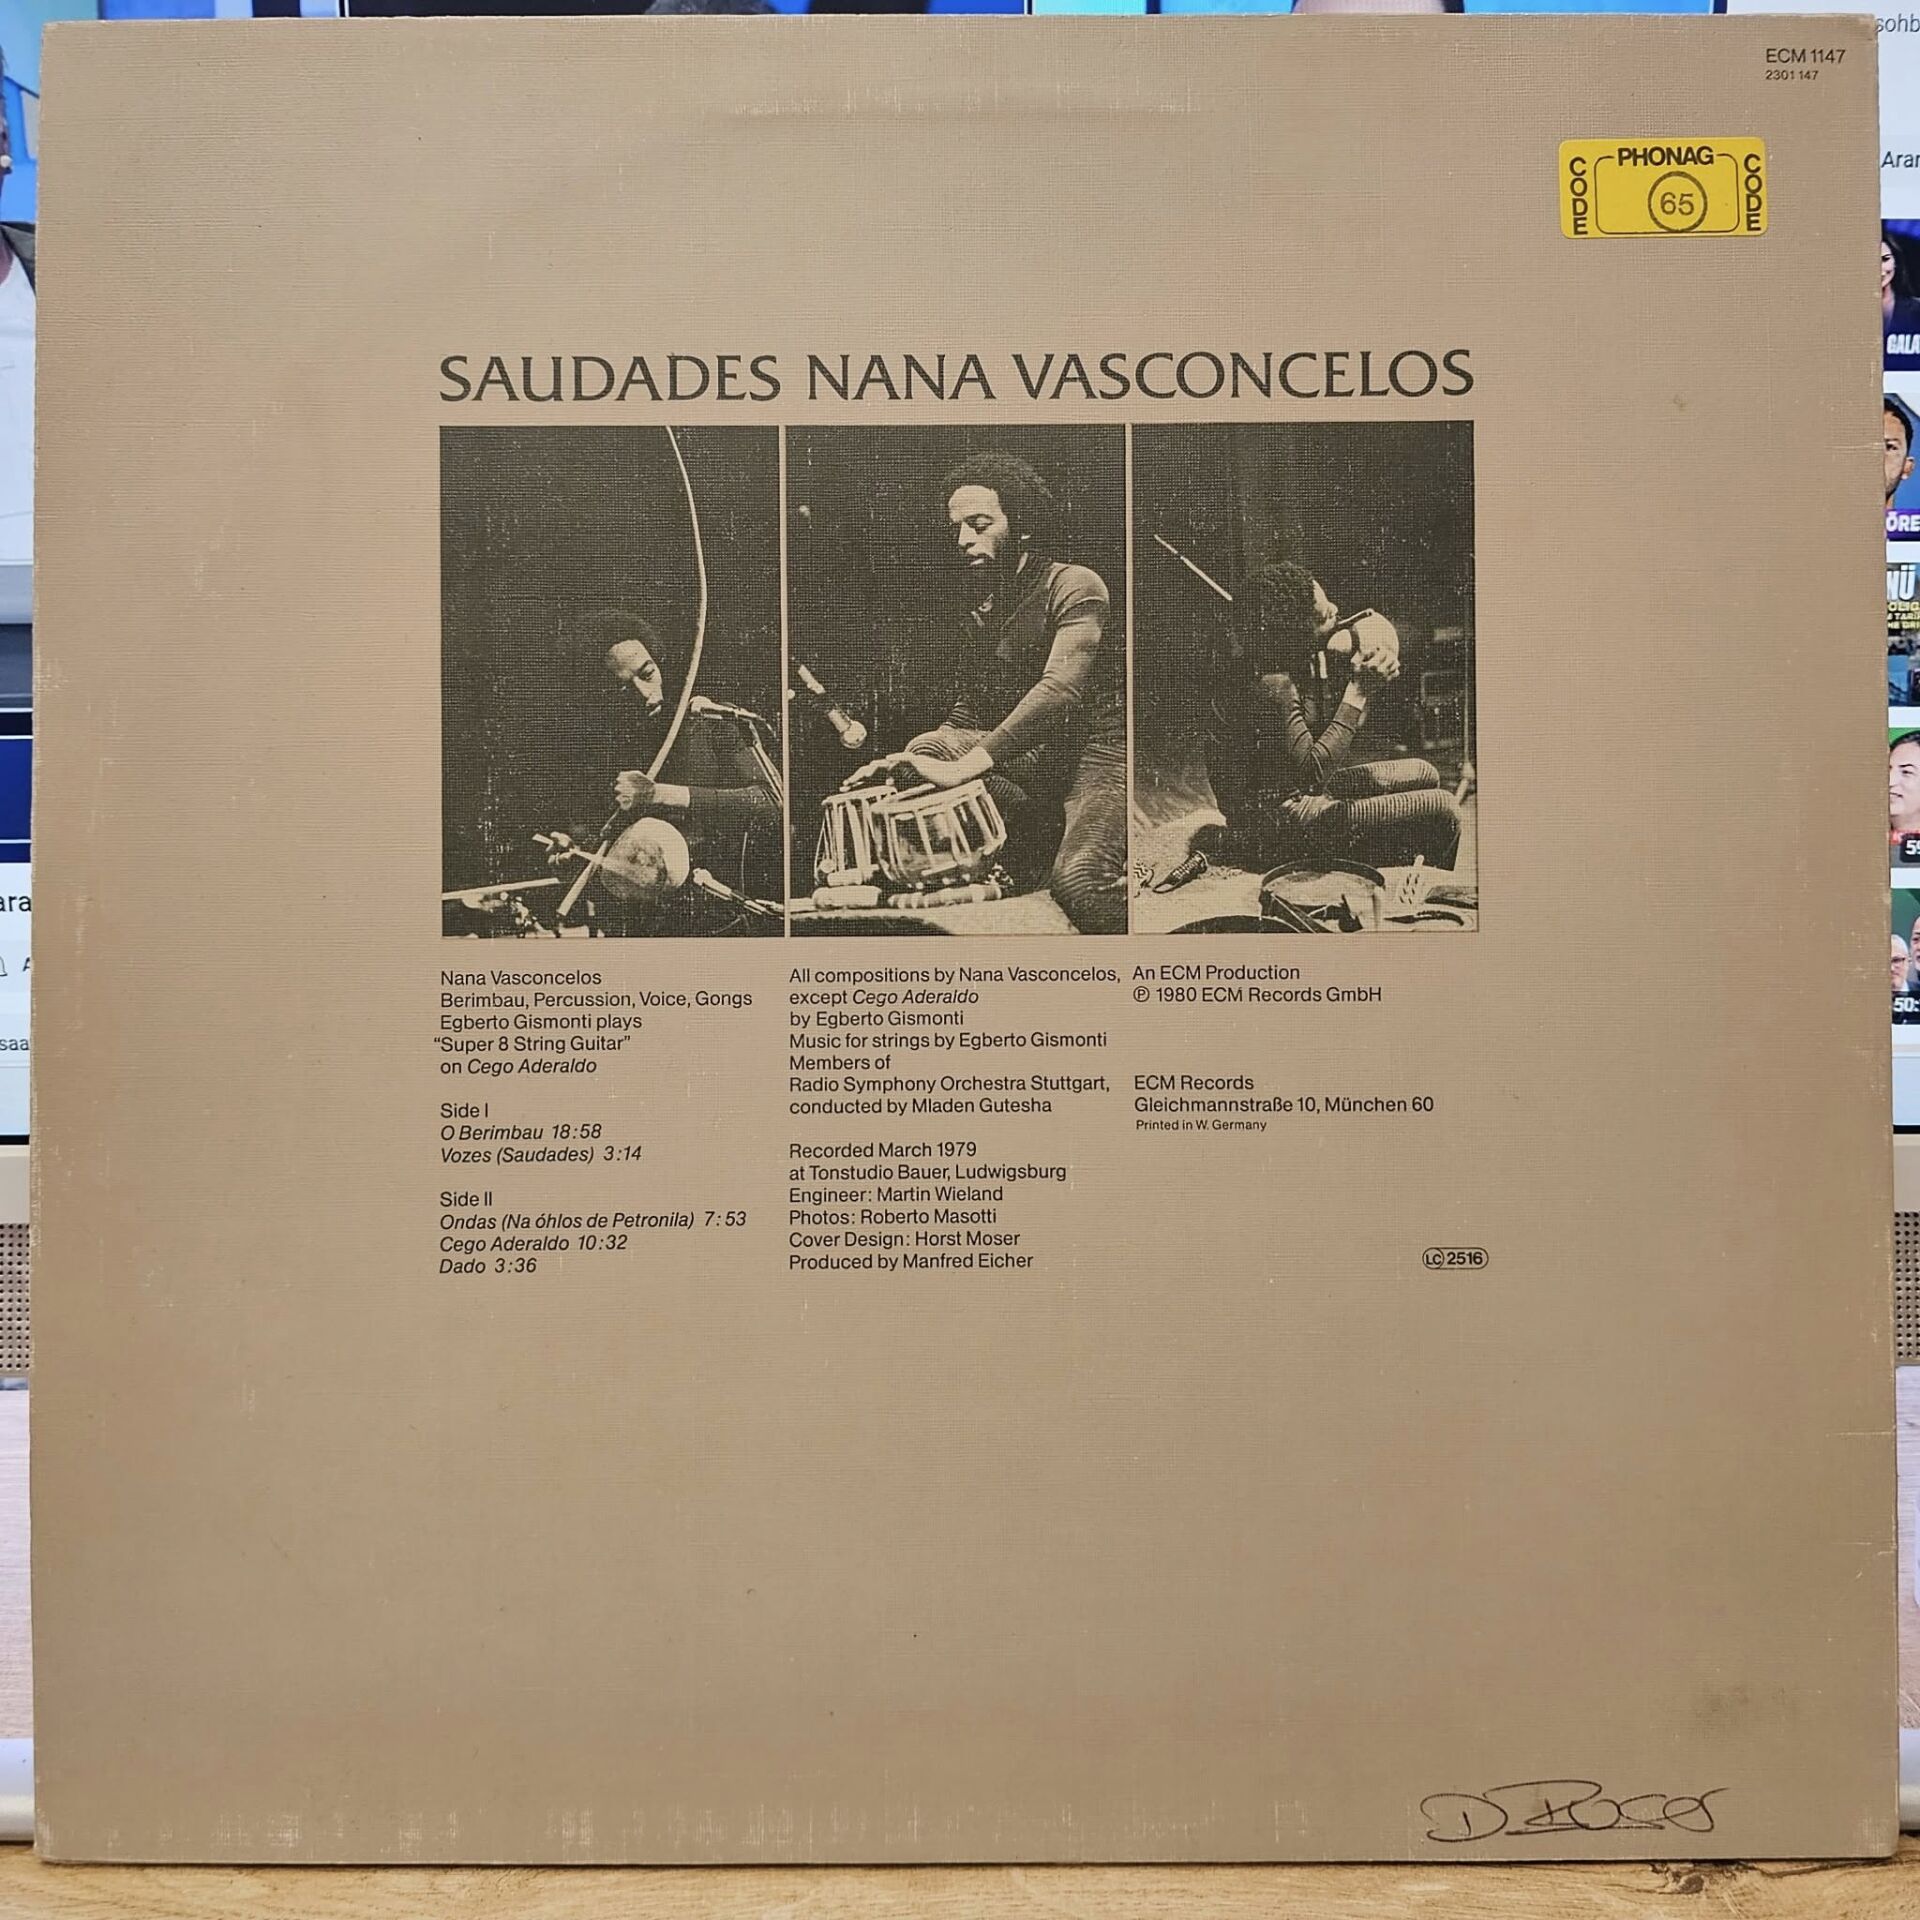 ECM 1147
2301 147
CODE PHONAG CODE
65
SAUDADES NANA VASCONCELOS
Nana Vasconcelos
Berimbau, Percussion, Voice, Gongs
Egberto Gismonti plays
“Super 8 String Guitar”
on Cego Aderaldo
Side I
O Berimbau 18:58
Vozes (Saudades) 3:14
Side II
Ondas (Na óhlos de Petronila) 7:53
Cego Aderaldo 10:32
Dado 3:36
All compositions by Nana Vasconcelos,
except Cego Aderaldo
by Egberto Gismonti
Music for strings by Egberto Gismonti
Members of
Radio Symphony Orchestra Stuttgart,
conducted by Mladen Gutesha
Recorded March 1979
at Tonstudio Bauer, Ludwigsburg
Engineer: Martin Wieland
Photos: Roberto Masotti
Cover Design: Horst Moser
Produced by Manfred Eicher
An ECM Production
℗ 1980 ECM Records GmbH
ECM Records
Gleichmannstraße 10, München 60
Printed in W. Germany
LC 2516